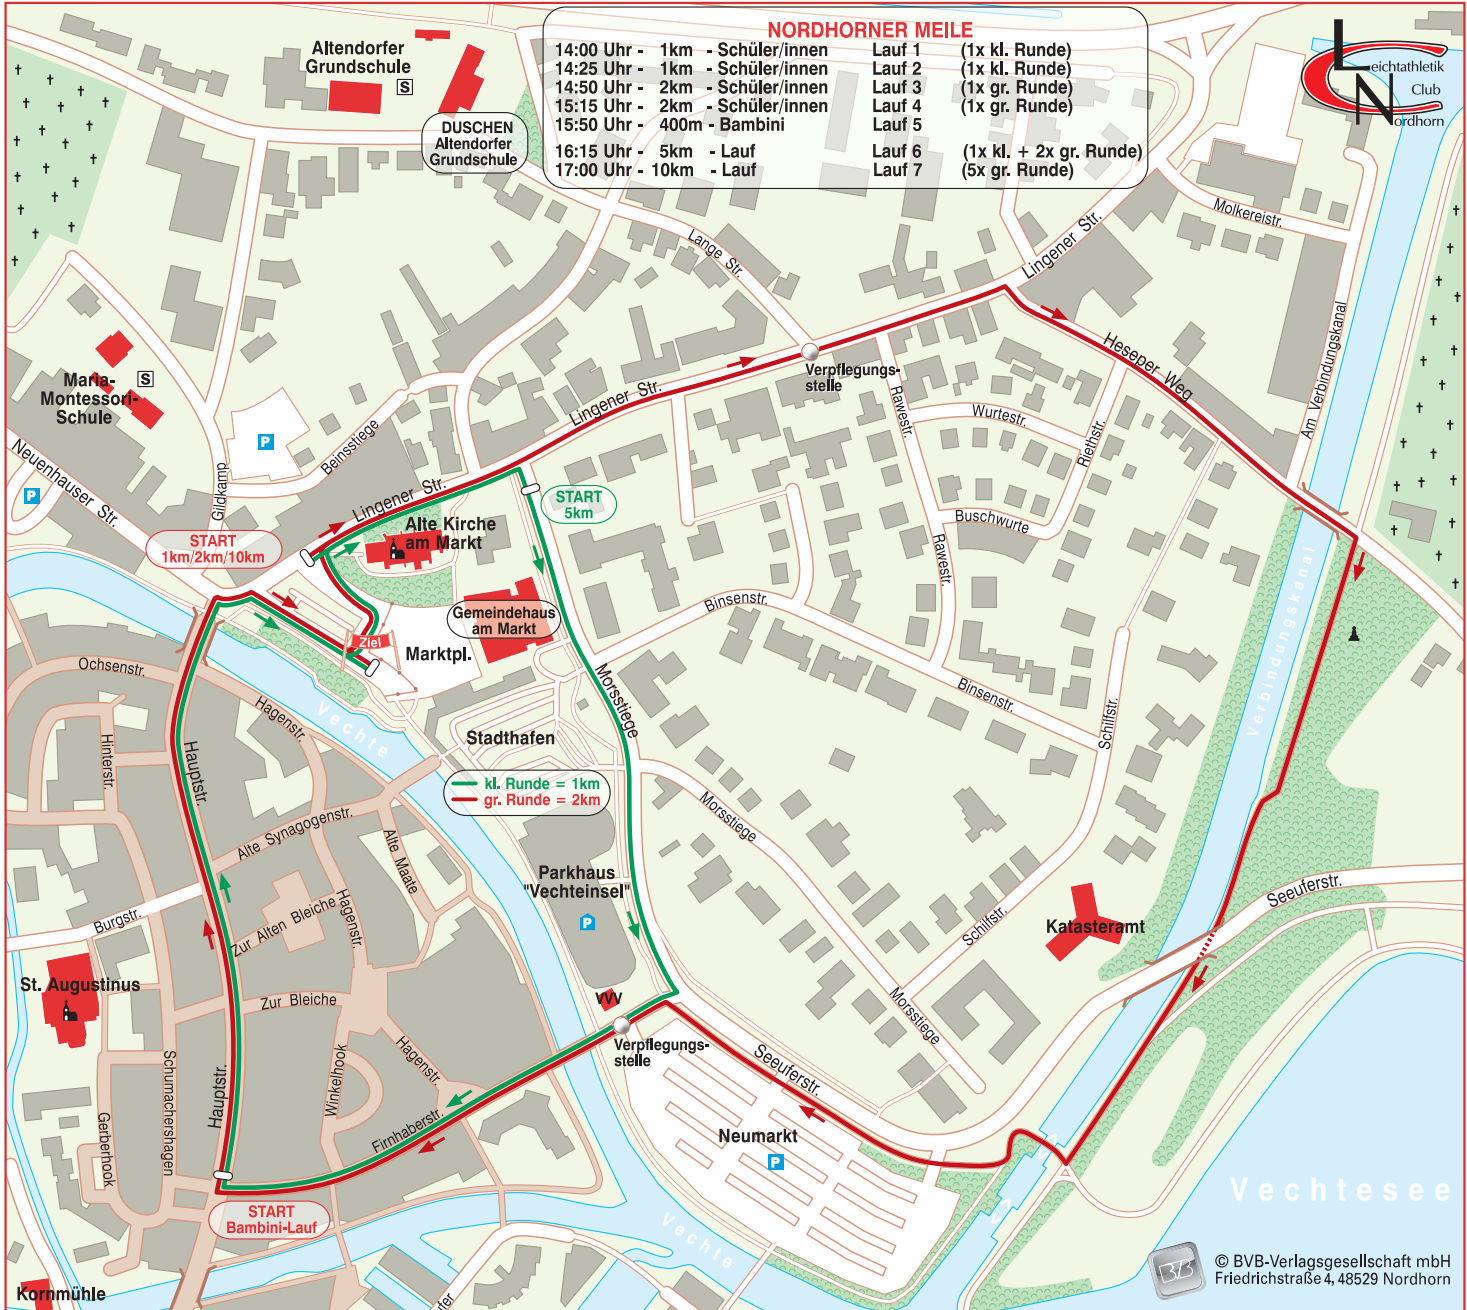 NORDHORNER MEILE
14:00 Uhr - 1km - Schüler/innen Lauf 1 (1x kl. Runde)
14:25 Uhr - 1km - Schüler/innen Lauf 2 (1x kl. Runde)
14:50 Uhr - 2km - Schüler/innen Lauf 3 (1x gr. Runde)
15:15 Uhr - 2km - Schüler/innen Lauf 4 (1x gr. Runde)
15:50 Uhr - 400m - Bambini Lauf 5
16:15 Uhr - 5km - Lauf Lauf 6 (1x kl. + 2x gr. Runde)
17:00 Uhr - 10km - Lauf Lauf 7 (5x gr. Runde)
Leichtathletik
Club
Nordhorn
Altendorfer
Grundschule
S
DUSCHEN
Altendorfer
Grundschule
Molkereistr.
Lange Str.
Lingener Str.
Am Verbindungskanal
Heseper Weg
Verpflegungs-
stelle
Maria-
Montessori-
Schule
S
Lingener Str.
Rawestr.
Wurtestr.
Riethstr.
P
Beinsstiege
Neuenhauser Str.
P
Gildkamp
Lingener Str.
START
5km
Buschwurte
Alte Kirche
am Markt
START
1km/2km/10km
Rawestr.
Verbindungskanal
Binsenstr.
Gemeindehaus
am Markt
Ziel
Marktpl.
Ochsenstr.
Morsstiege
Binsenstr.
Schilfstr.
Hagenstr.
Vechte
Stadthafen
Hinterstr.
Hauptstr.
kl. Runde = 1km
gr. Runde = 2km
Morsstiege
Alte Synagogenstr.
Alte Maate
Parkhaus
"Vechteinsel"
P
Seeuferstr.
Burgstr.
Zur Alten Bleiche
Hagenstr.
Schilfstr.
Katasteramt
St. Augustinus
Zur Bleiche
VVV
Morsstiege
Verpflegungs-
stelle
Hagenstr.
Seeuferstr.
Schumachershagen
Hauptstr.
Winkelhook
Gerberhook
Firnhaberstr.
Neumarkt
P
START
Bambini-Lauf
Vechtesee
Vechte
Kornmühle
BVB
© BVB-Verlagsgesellschaft mbH
Friedrichstraße 4, 48529 Nordhorn